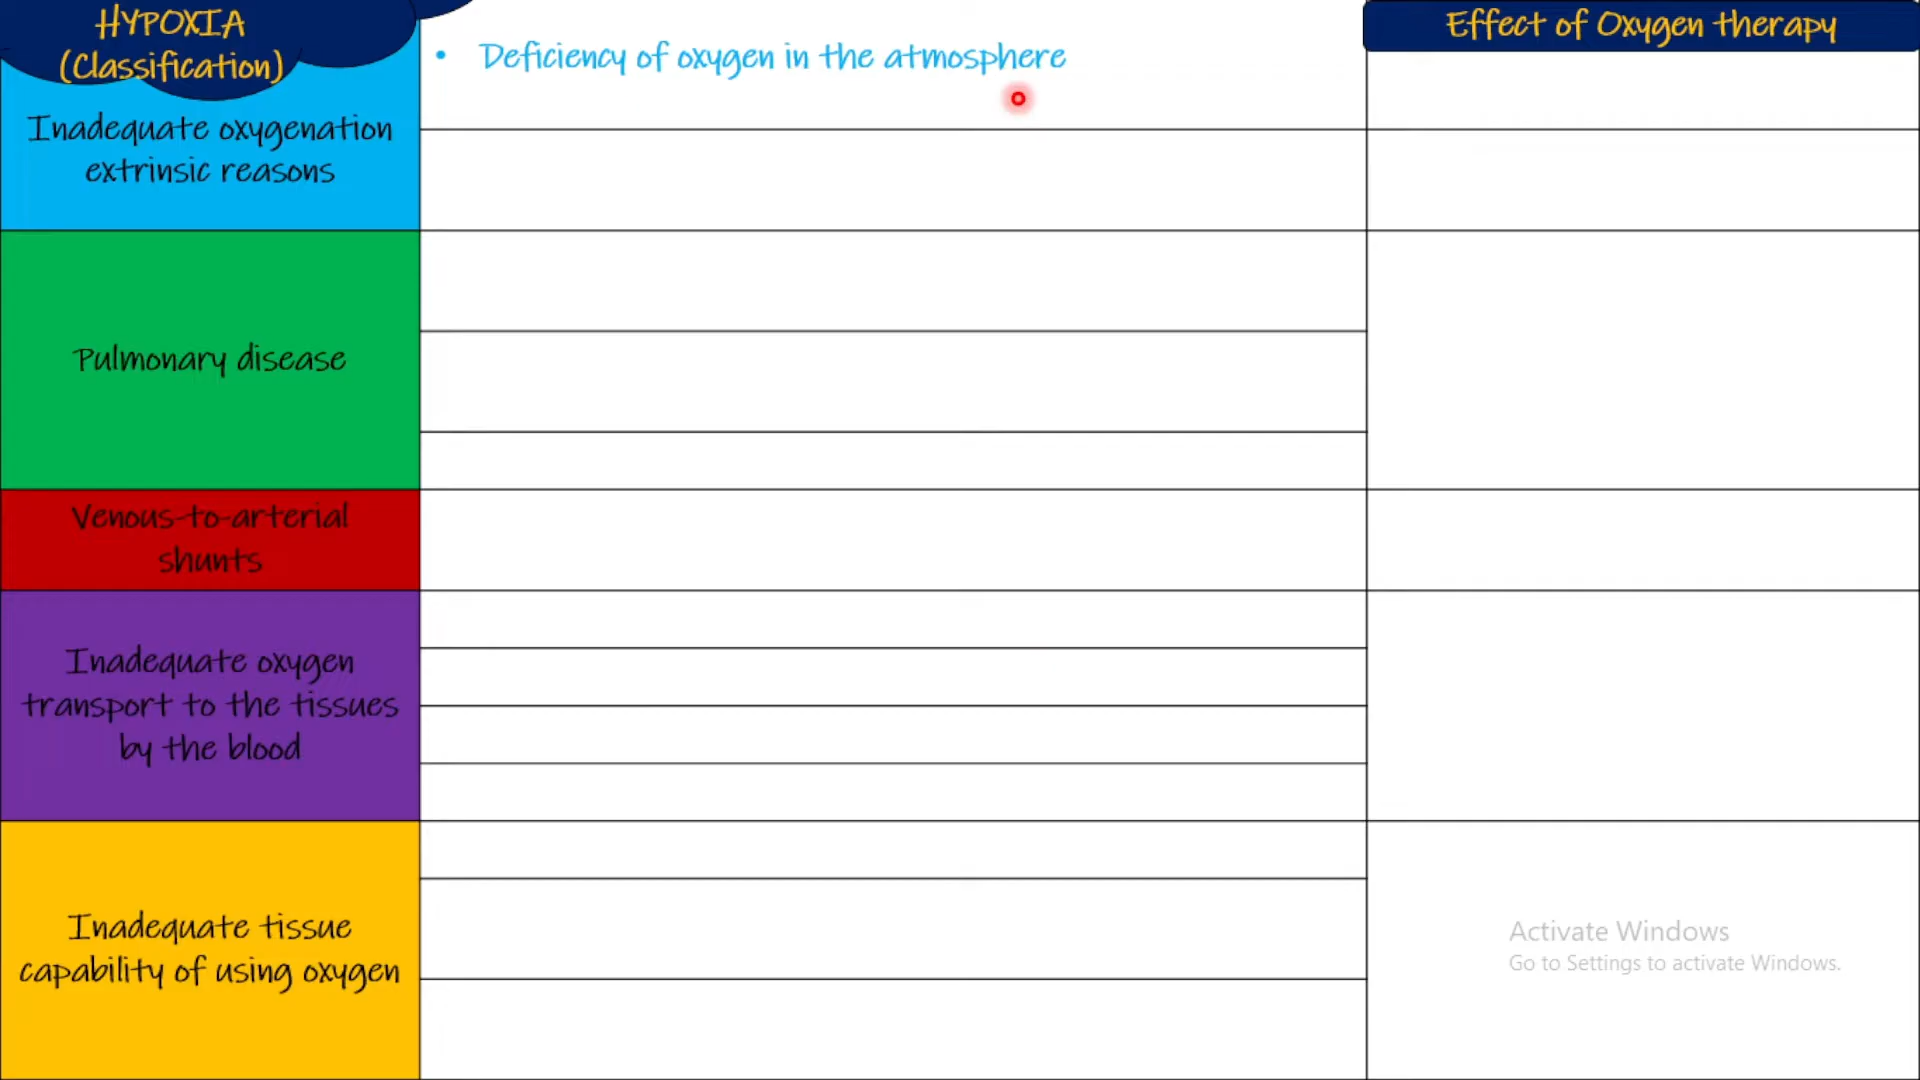 HYPOXIA
(Classification)
• Deficiency of oxygen in the atmosphere
Effect of Oxygen therapy
Inadequate oxygenation
extrinsic reasons
Pulmonary disease
Venous-to-arterial
shunts
Inadequate oxygen
transport to the tissues
by the blood
Inadequate tissue
capability of using oxygen
Activate Windows
Go to Settings to activate Windows.